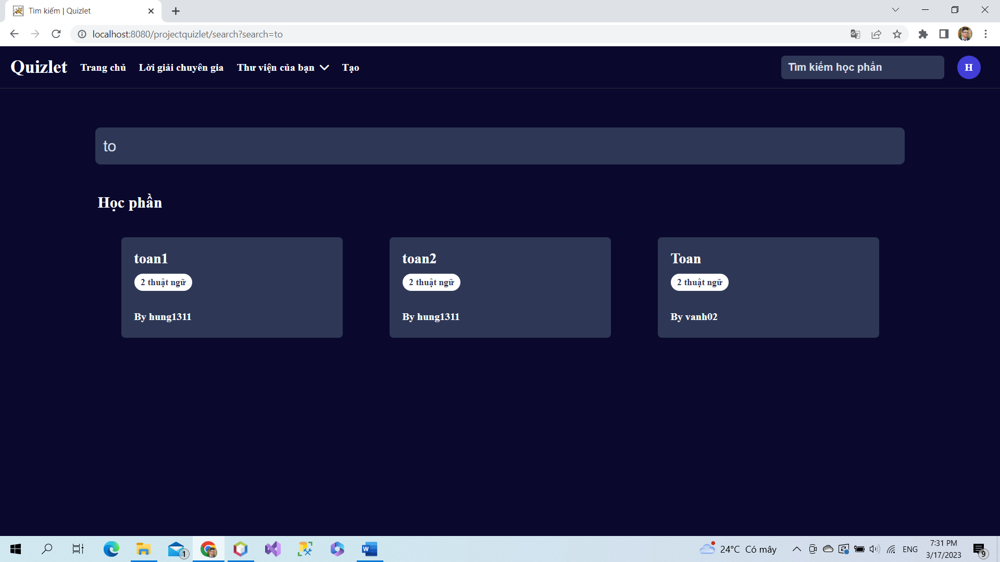 Tìm kiếm | Quizlet
localhost:8080/projectquizlet/search?search=to
Quizlet Trang chủ Lời giải chuyên gia Thư viện của bạn Tạo Tìm kiếm học phần H
to
Học phần
toan1
2 thuật ngữ
By hung1311
toan2
2 thuật ngữ
By hung1311
Toan
2 thuật ngữ
By vanh02
1
W
24°C Có mây
ENG
7:31 PM
3/17/2023
9